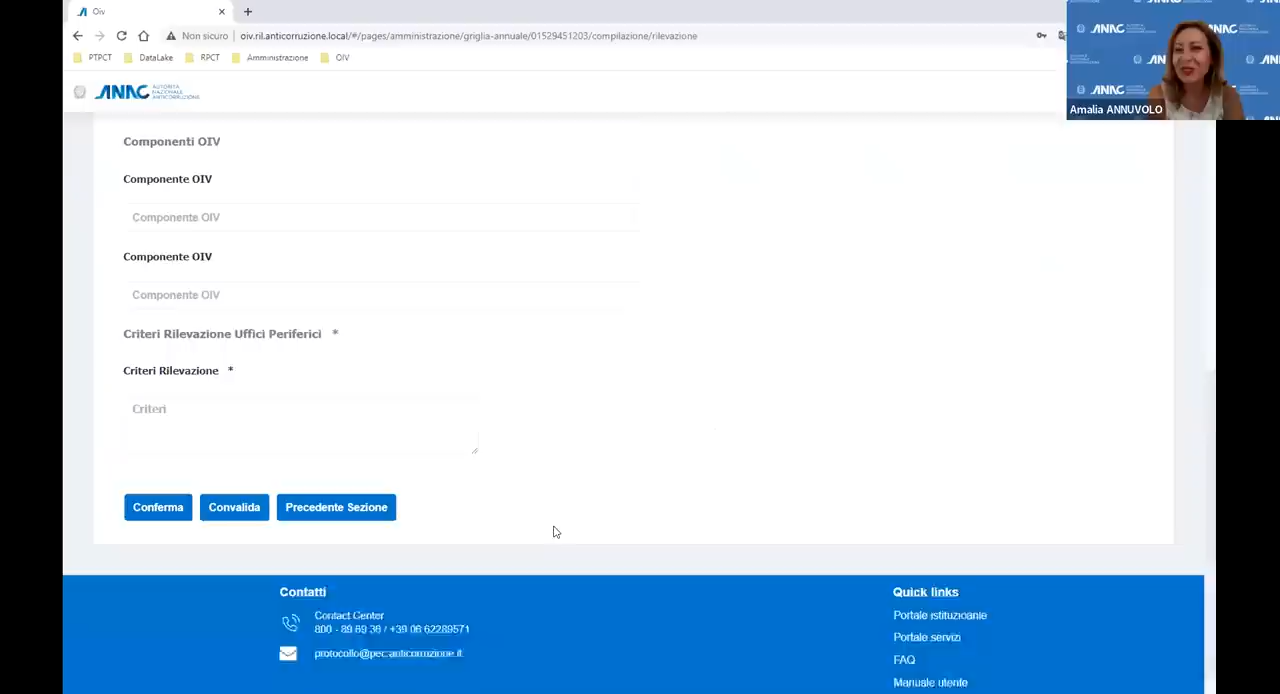 Oiv
Non sicuro
oiv.ril.anticorruzione.local/#/pages/amministrazione/griglia-annuale/01529451203/compilazione/rilevazione
PTPCT DataLake RPCT Amministrazione OIV
ANAC AUTORITÀ NAZIONALE ANTICORRUZIONE
Amalia ANNUVOLO
Componenti OIV
Componente OIV
Componente OIV
Componente OIV
Componente OIV
Criteri Rilevazione Uffici Periferici *
Criteri Rilevazione *
Criteri
Conferma Convalida Precedente Sezione
Contatti
Contact Center
800 - 89 69 36 / +39 06 62289571
protocollo@pec.anticorruzione.it
Quick links
Portale istituzionale
Portale servizi
FAQ
Manuale utente